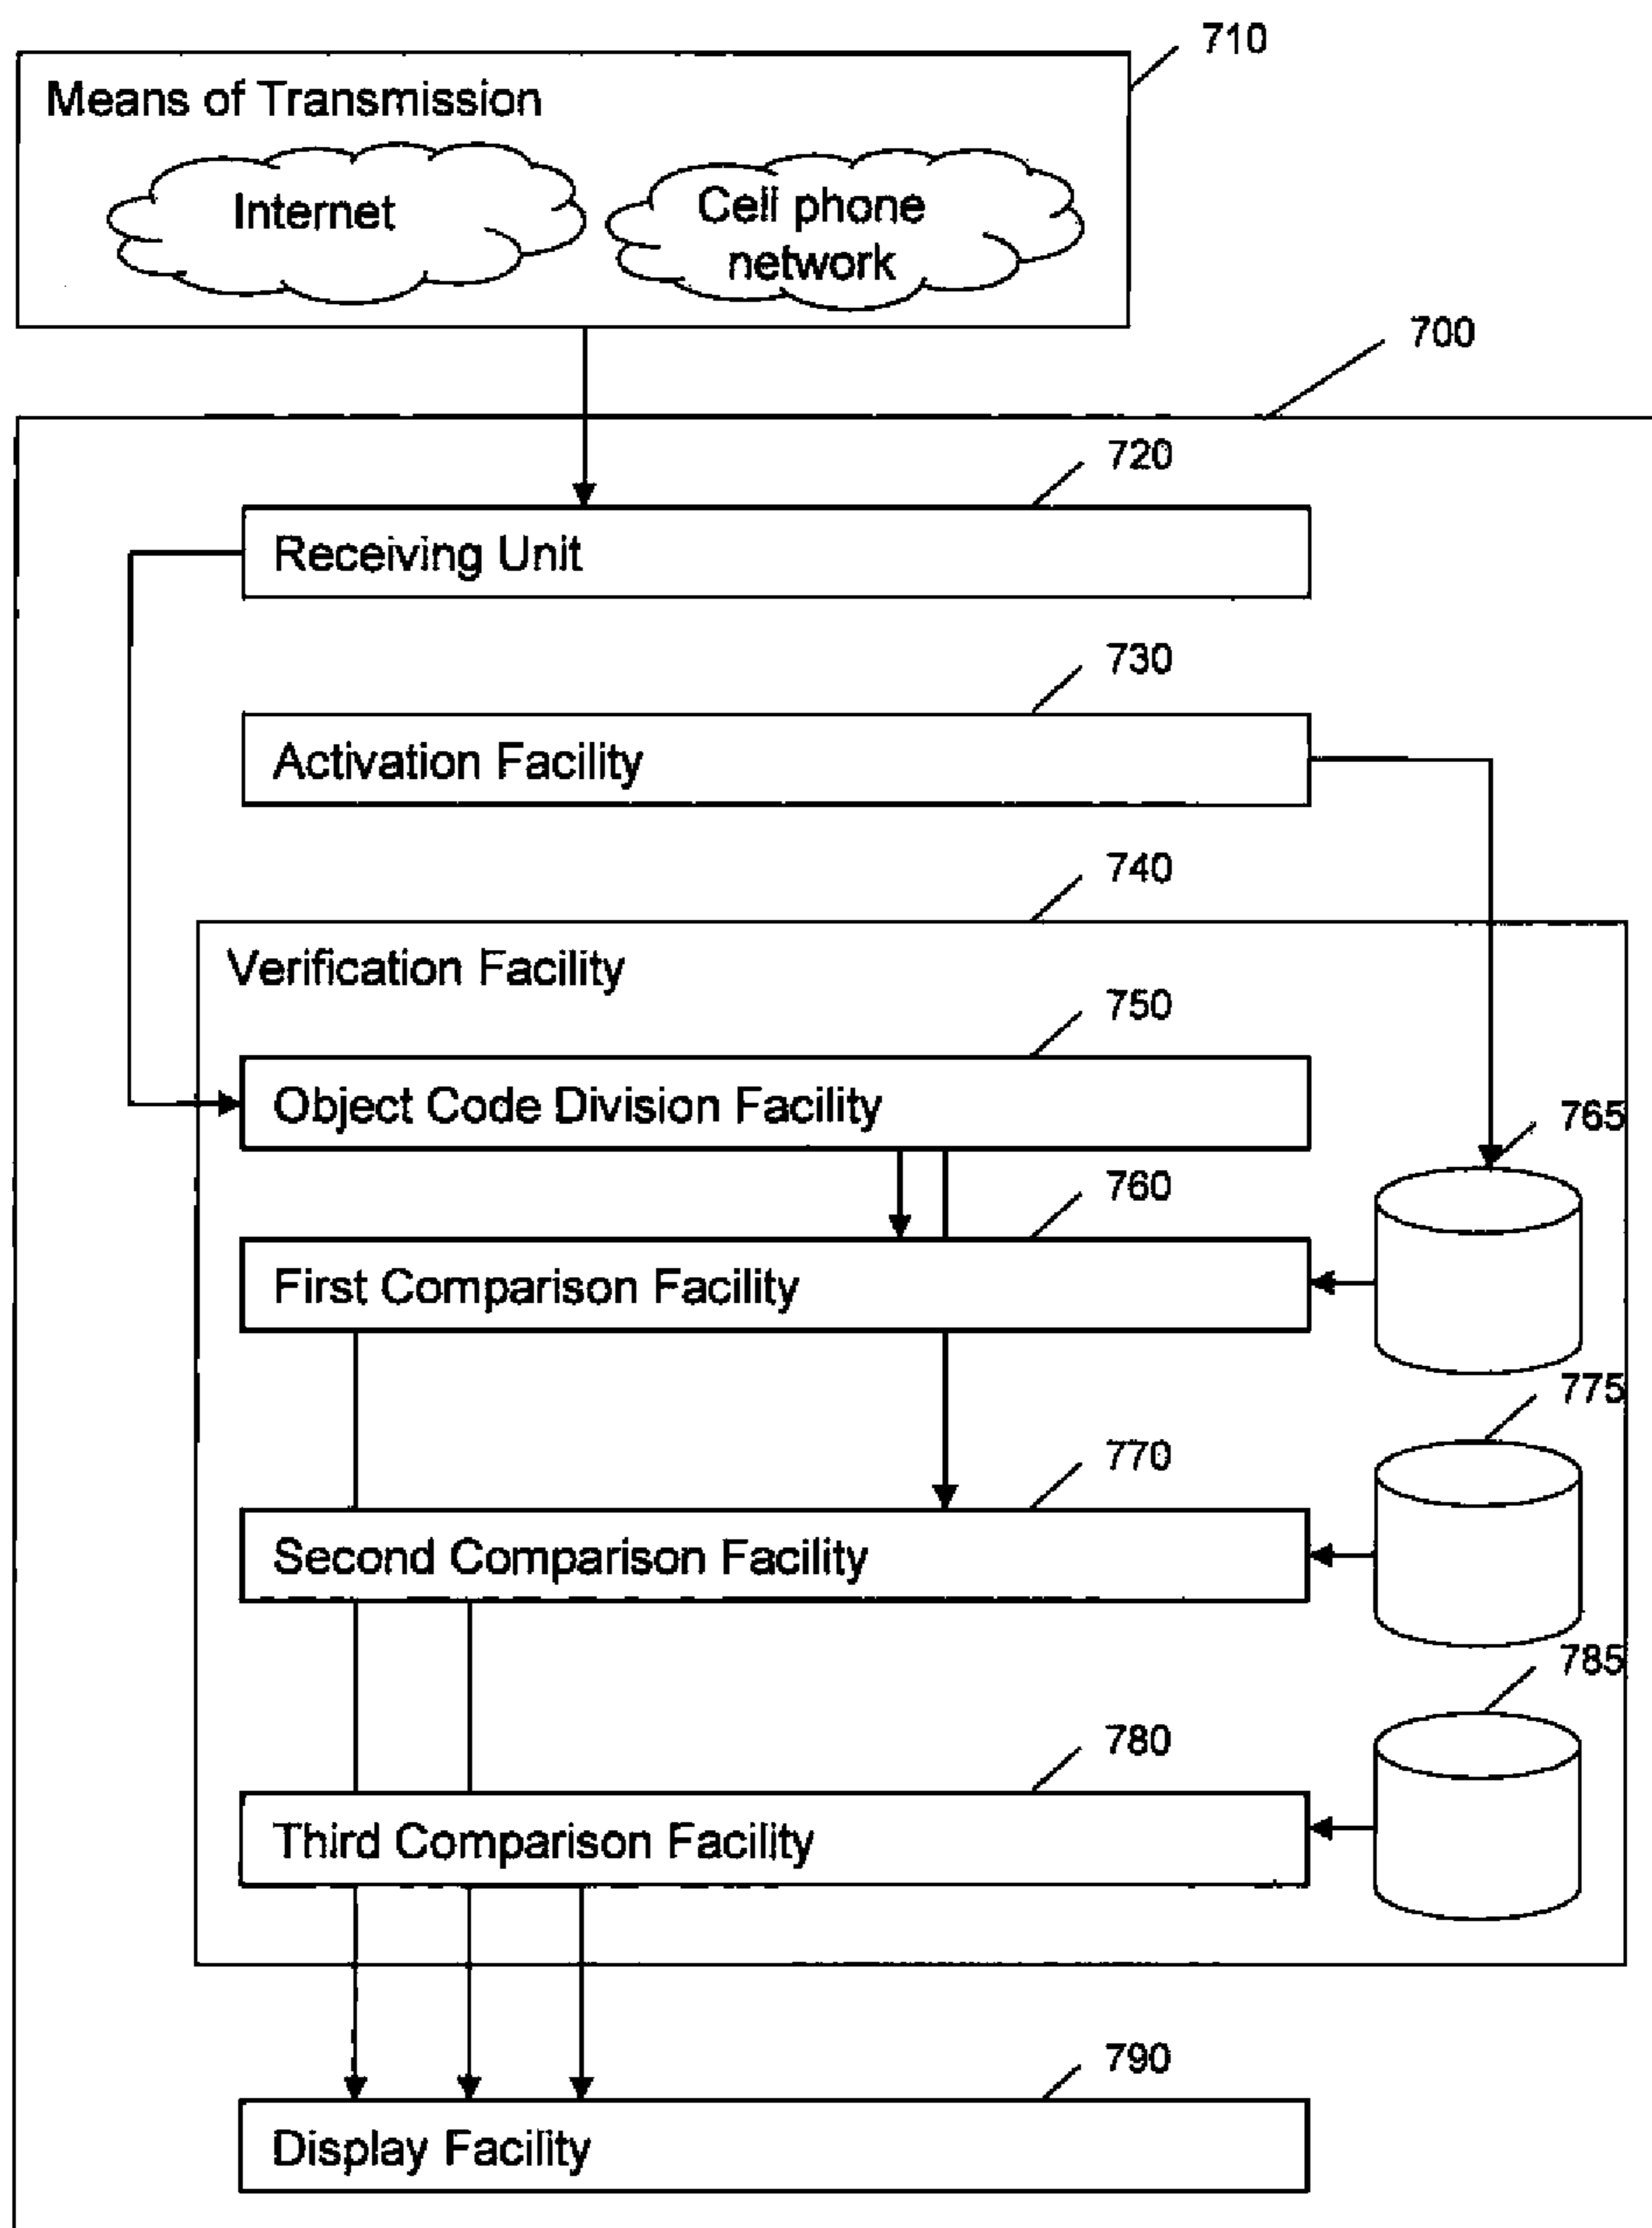 710
Means of Transmission
Internet
Cell phone
network
700
720
Receiving Unit
730
Activation Facility
740
Verification Facility
750
Object Code Division Facility
765
760
First Comparison Facility
775
770
Second Comparison Facility
785
780
Third Comparison Facility
790
Display Facility